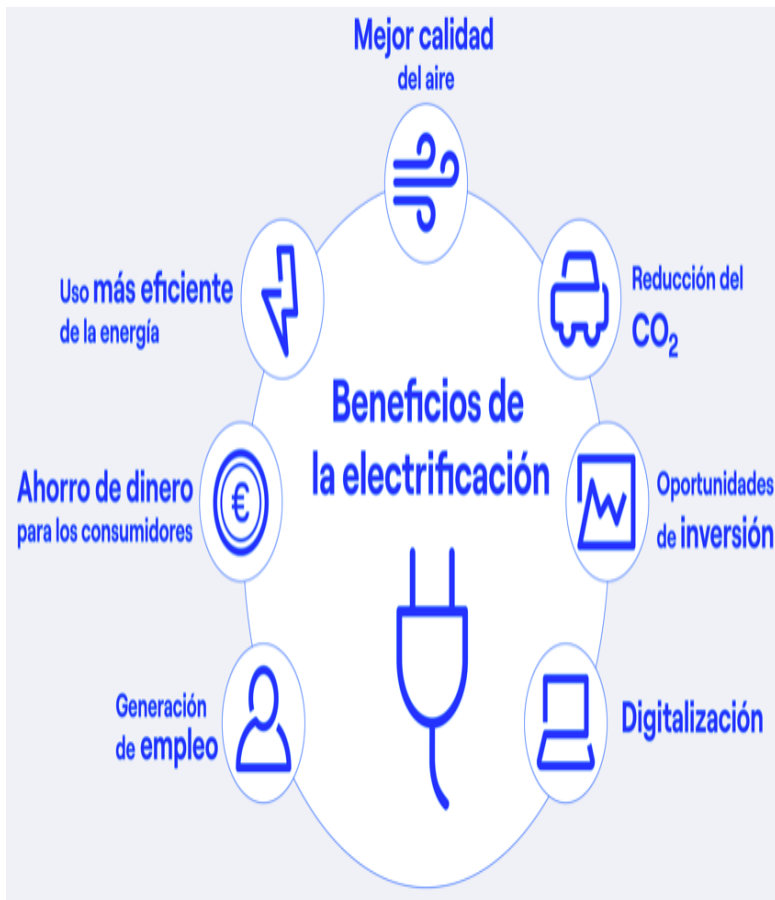 Mejor calidad
del aire
Uso más eficiente
de la energía
Reducción del
CO₂
Beneficios de
la electrificación
Ahorro de dinero
para los consumidores
€
Oportunidades
de inversión
Generación
de empleo
Digitalización